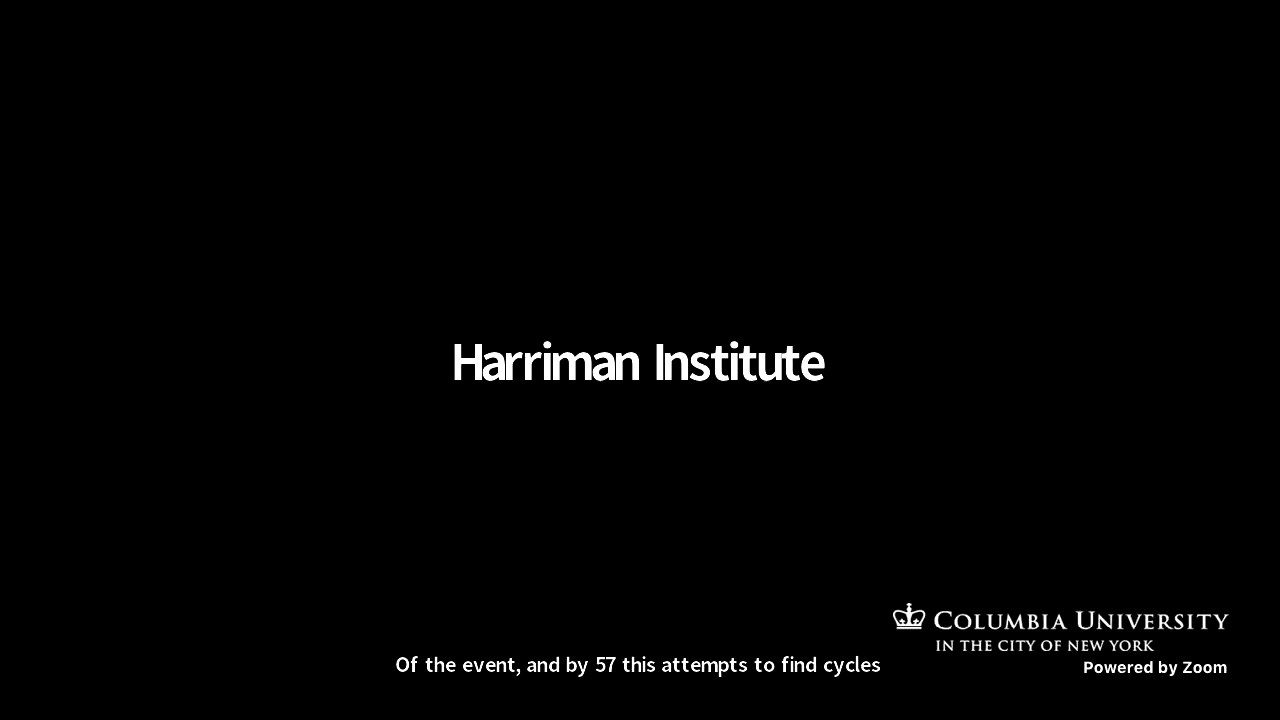 Harriman Institute
COLUMBIA UNIVERSITY
IN THE CITY OF NEW YORK
Of the event, and by 57 this attempts to find cycles
Powered by Zoom